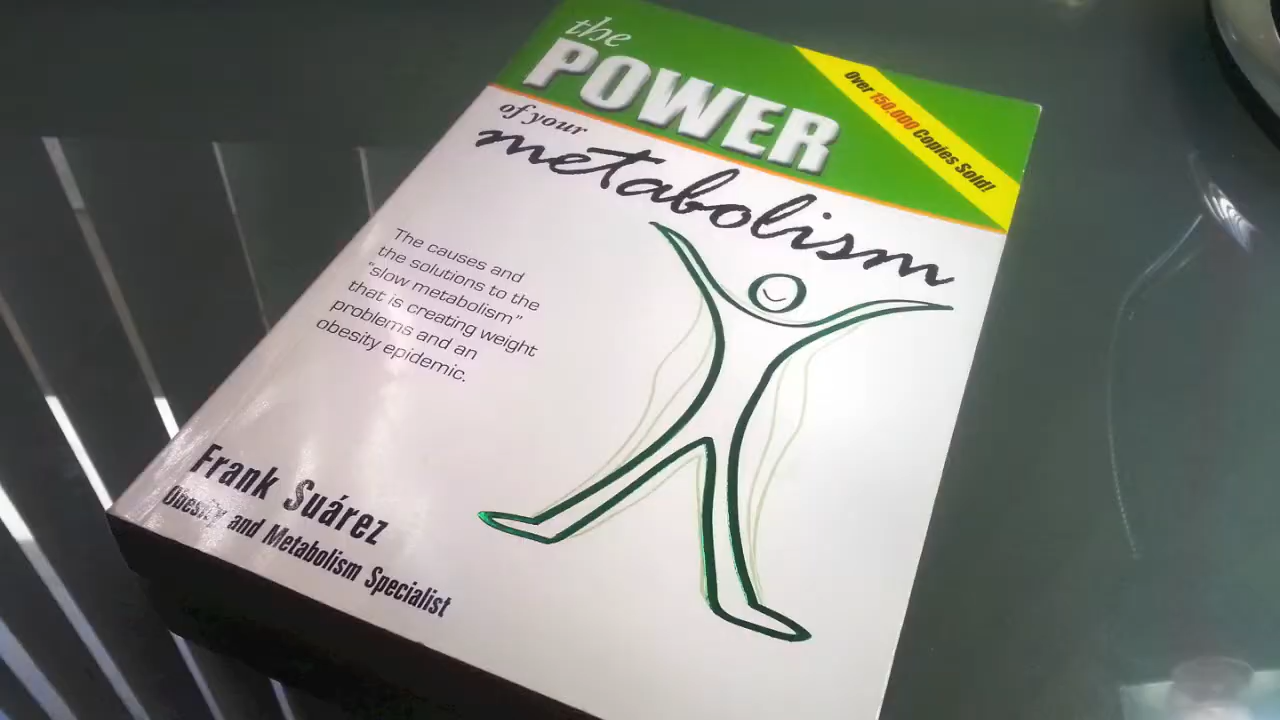 the
POWER
of your
metabolism
Over 150,000 Copies Sold!
The causes and
the solutions to the
"slow metabolism"
that is creating weight
problems and an
obesity epidemic.
Frank Suárez
Obesity and Metabolism Specialist